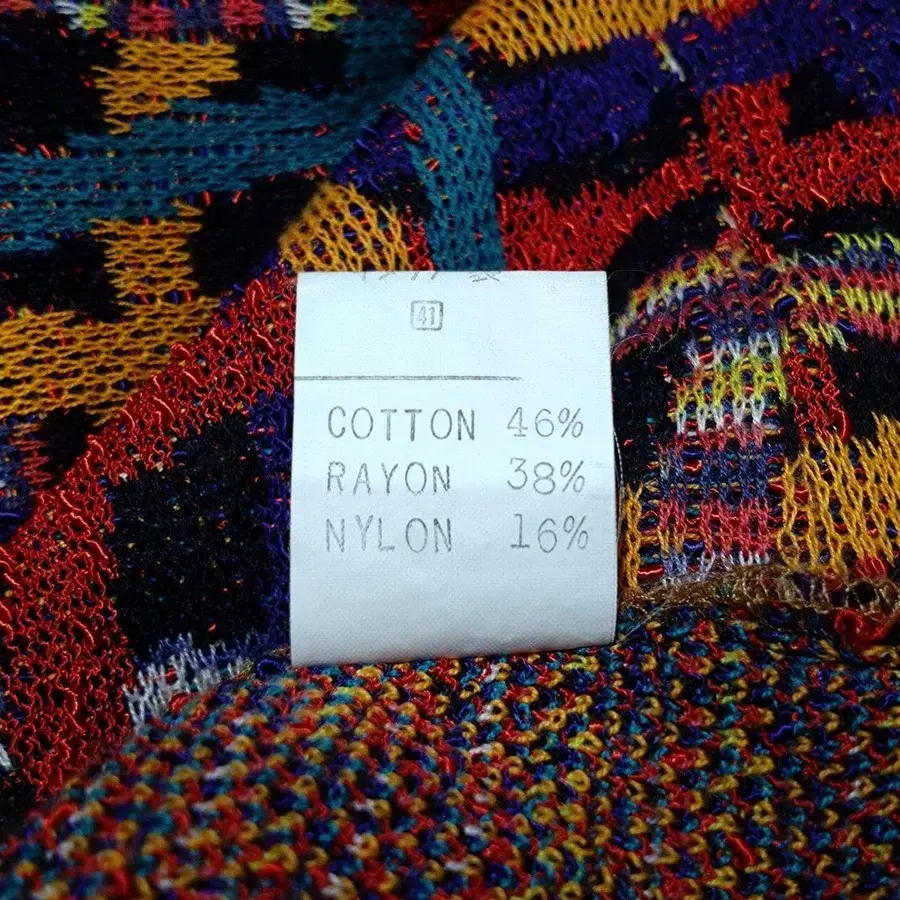 41
COTTON 46%
RAYON 38%
NYLON 16%